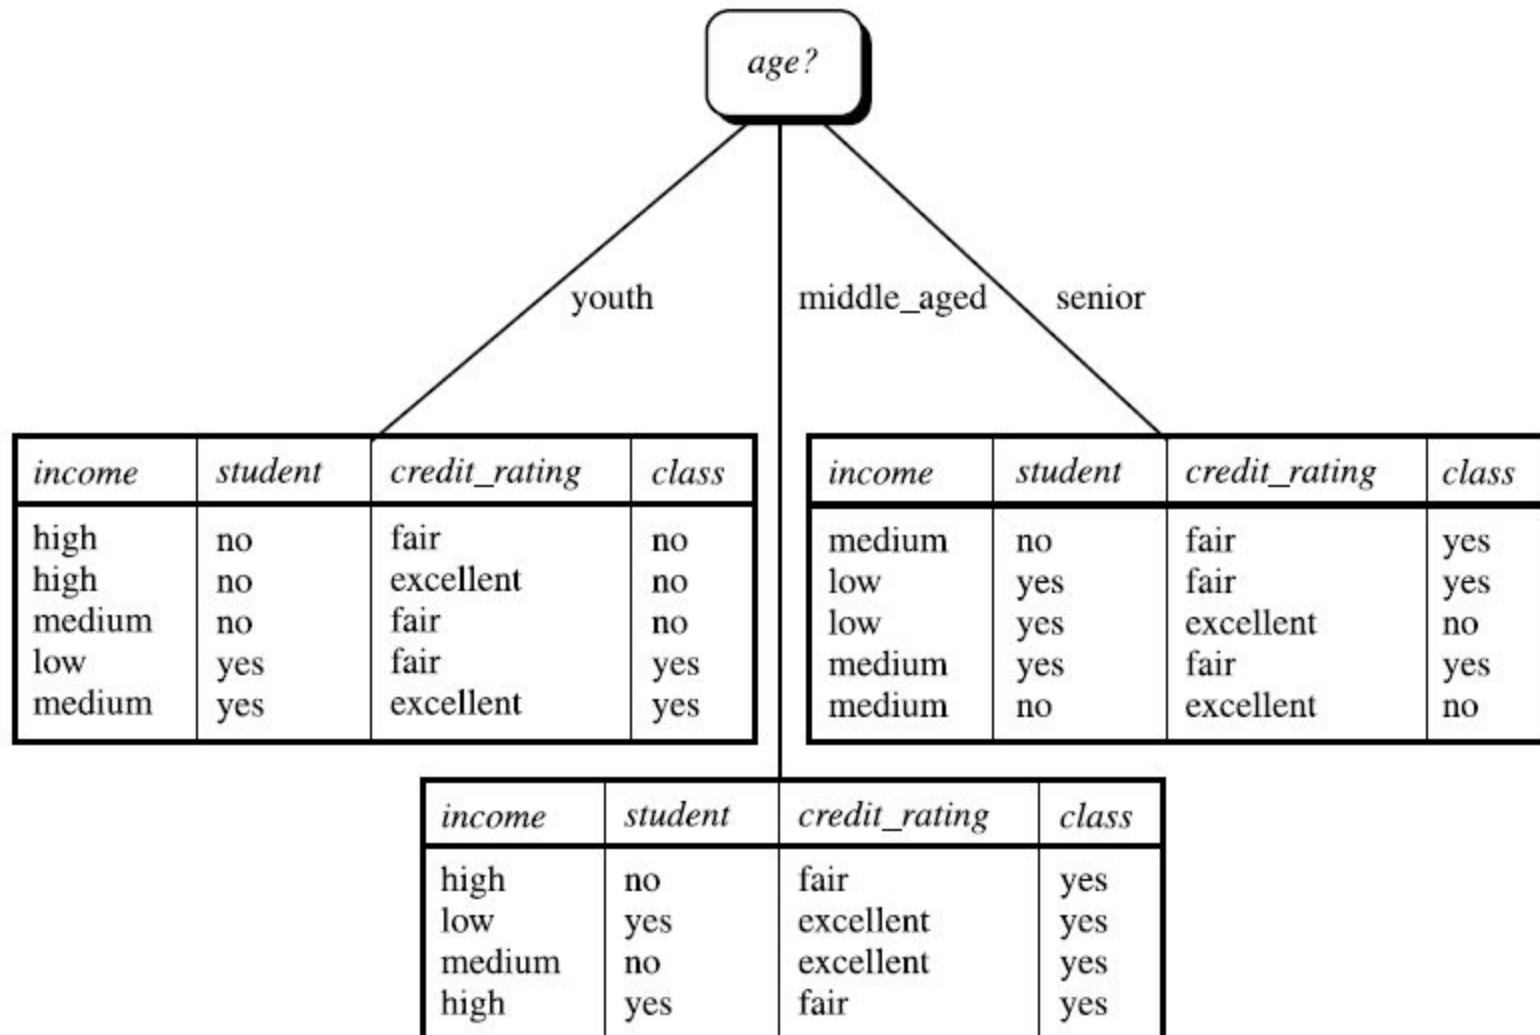 age?
youth middle_aged senior
income student credit_rating class
high no fair no
high no excellent no
medium no fair no
low yes fair yes
medium yes excellent yes
income student credit_rating class
medium no fair yes
low yes fair yes
low yes excellent no
medium yes fair yes
medium no excellent no
income student credit_rating class
high no fair yes
low yes excellent yes
medium no excellent yes
high yes fair yes